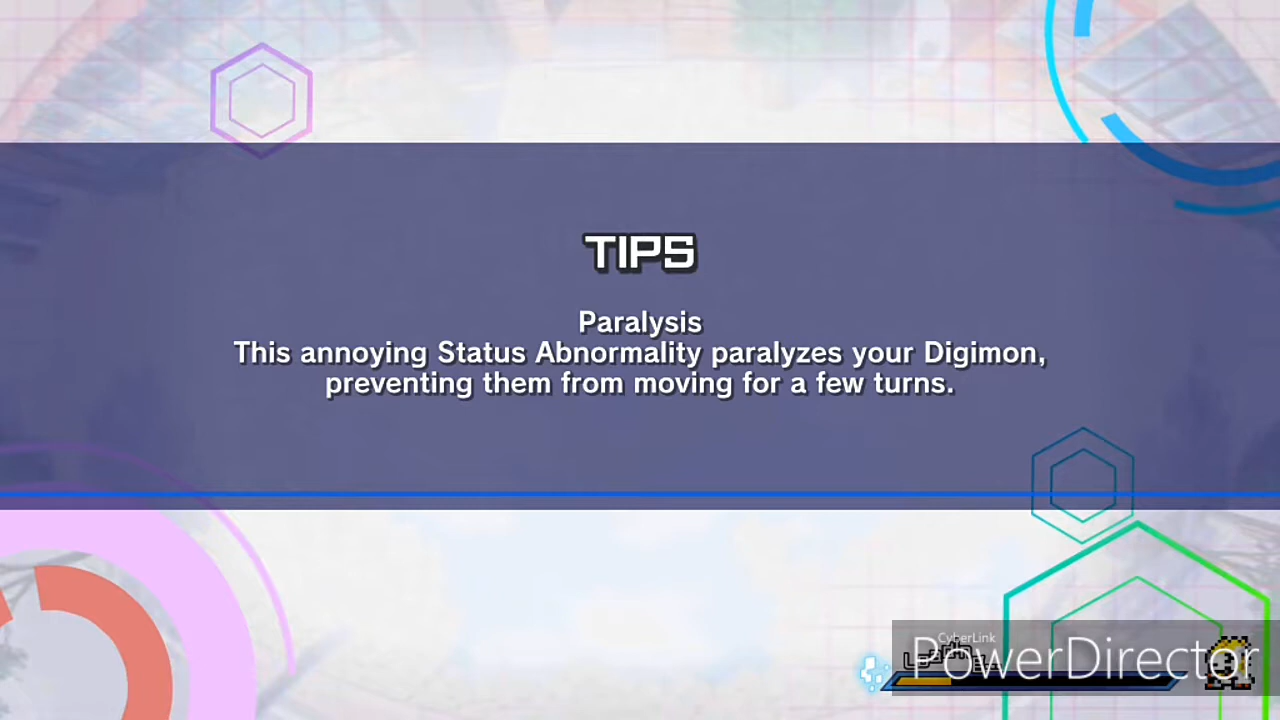 TIPS
Paralysis
This annoying Status Abnormality paralyzes your Digimon,
preventing them from moving for a few turns.
CyberLink
PowerDirector